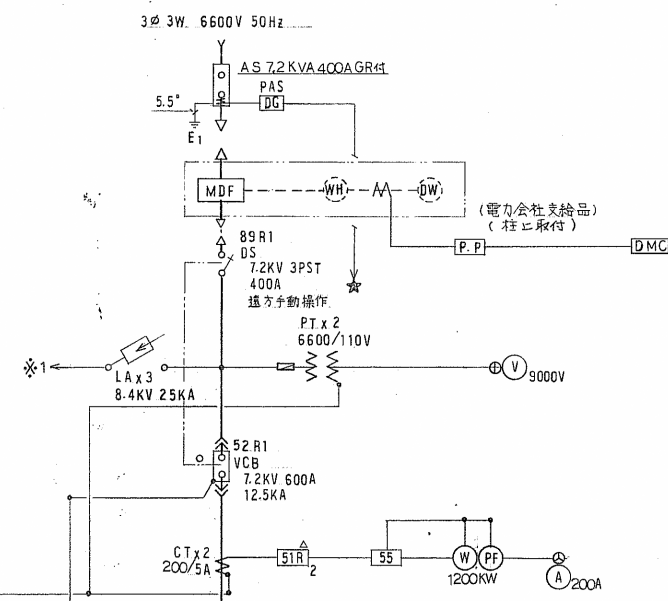 3Ø 3W 6600V 50Hz
AS 7.2KVA 400A GR付
PAS
DG
5.5°
E1
MDF
WH
DW
(電力会社支給品)
(柱に取付)
P.P
DMC
89R1
DS
7.2KV 3PST
400A
遠方手動操作
☆
PT x 2
6600/110V
※1
LA x 3
8.4KV 25KA
V
9000V
52R1
VCB
7.2KV 600A
12.5KA
CT x 2
200/5A
51R
2
55
W
PF
1200KW
A
200A